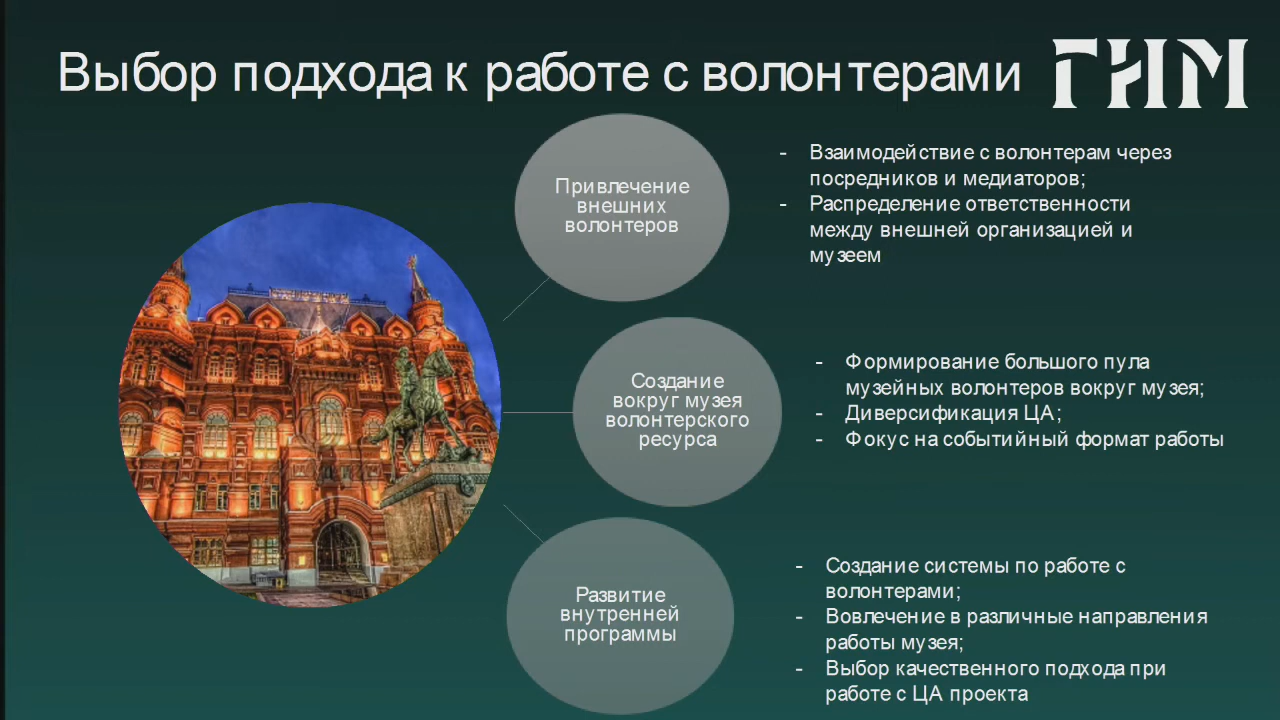 Выбор подхода к работе с волонтерами
ГИМ
Привлечение
внешних
волонтеров
- Взаимодействие с волонтерам через
посредников и медиаторов;
- Распределение ответственности
между внешней организацией и
музеем
Создание
вокруг музея
волонтерского
ресурса
- Формирование большого пула
музейных волонтеров вокруг музея;
- Диверсификация ЦА;
- Фокус на событийный формат работы
Развитие
внутренней
программы
- Создание системы по работе с
волонтерами;
- Вовлечение в различные направления
работы музея;
- Выбор качественного подхода при
работе с ЦА проекта